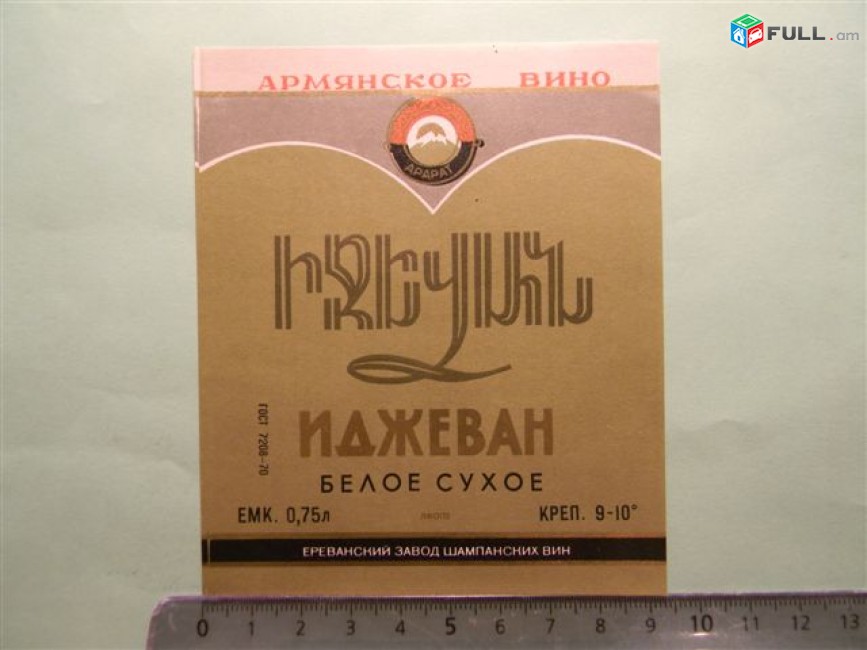 FULL.am
АРМЯНСКОЕ ВИНО
АРАРАТ
ԻՋԵՎԱՆ
ИДЖЕВАН
ГОСТ 7208-70
БЕЛОЕ СУХОЕ
ЕМК. 0,75л КРЕП. 9-10°
ЕРЕВАНСКИЙ ЗАВОД ШАМПАНСКИХ ВИН
0 1 2 3 4 5 6 7 8 9 10 11 12 13